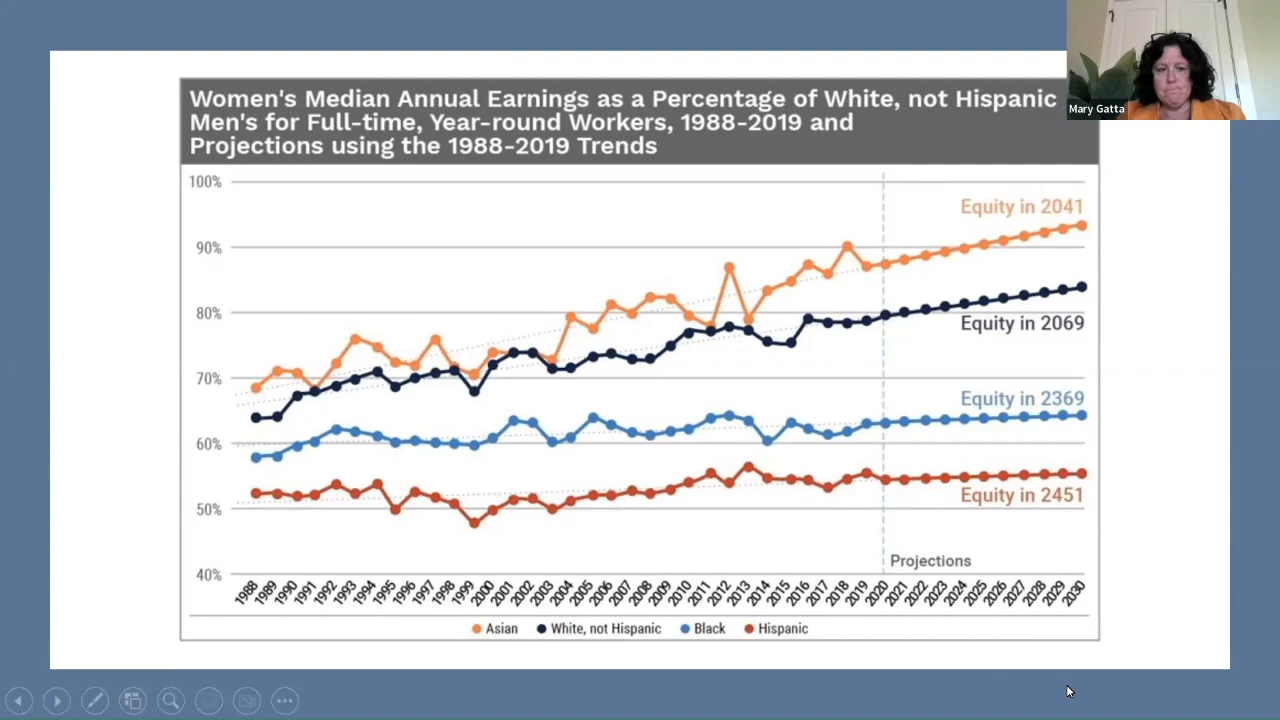 Women's Median Annual Earnings as a Percentage of White, not Hispanic
Men's for Full-time, Year-round Workers, 1988-2019 and
Projections using the 1988-2019 Trends
Mary Gatta
100%
90%
80%
70%
60%
50%
40%
Equity in 2041
Equity in 2069
Equity in 2369
Equity in 2451
Projections
1988 1989 1990 1991 1992 1993 1994 1995 1996 1997 1998 1999 2000 2001 2002 2003 2004 2005 2006 2007 2008 2009 2010 2011 2012 2013 2014 2015 2016 2017 2018 2019 2020 2021 2022 2023 2024 2025 2026 2027 2028 2029 2030
Asian White, not Hispanic Black Hispanic